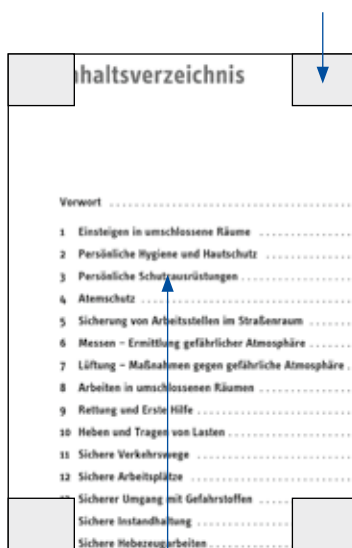 nhaltsverzeichnis
Vorwort ........................................
1 Einsteigen in umschlossene Räume ................
2 Persönliche Hygiene und Hautschutz ................
3 Persönliche Schutzausrüstungen ................
4 Atemschutz ................................
5 Sicherung von Arbeitsstellen im Straßenraum ........
6 Messen – Ermittlung gefährlicher Atmosphäre ........
7 Lüftung – Maßnahmen gegen gefährliche Atmosphäre .
8 Arbeiten in umschlossenen Räumen ................
9 Rettung und Erste Hilfe ........................
10 Heben und Tragen von Lasten ................
11 Sichere Verkehrswege ........................
12 Sichere Arbeitsplätze ........................
Sicherer Umgang mit Gefahrstoffen ............
Sichere Instandhaltung ................
Sichere Hebezeugarbeiten ................